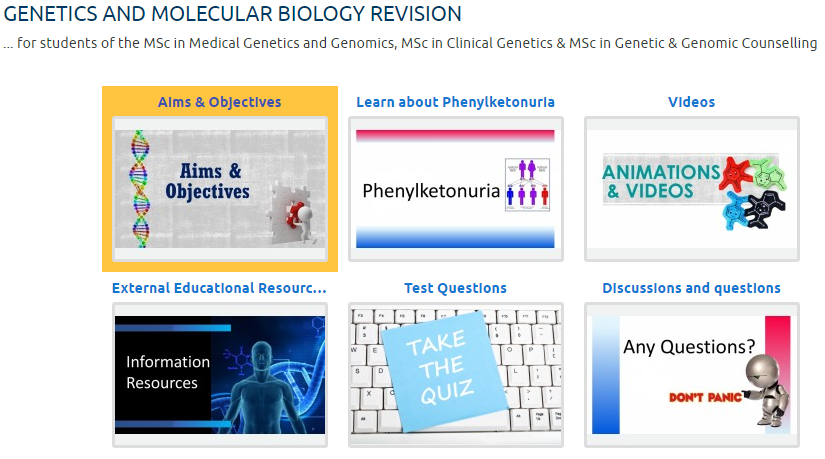 GENETICS AND MOLECULAR BIOLOGY REVISION
... for students of the MSc in Medical Genetics and Genomics, MSc in Clinical Genetics & MSc in Genetic & Genomic Counselling
Aims & Objectives
Learn about Phenylketonuria
Videos
Aims &
Objectives
Phenylketonuria
ANIMATIONS
& VIDEOS
External Educational Resourc...
Test Questions
Discussions and questions
Information
Resources
TAKE
THE
QUIZ
Any Questions?
DON'T PANIC